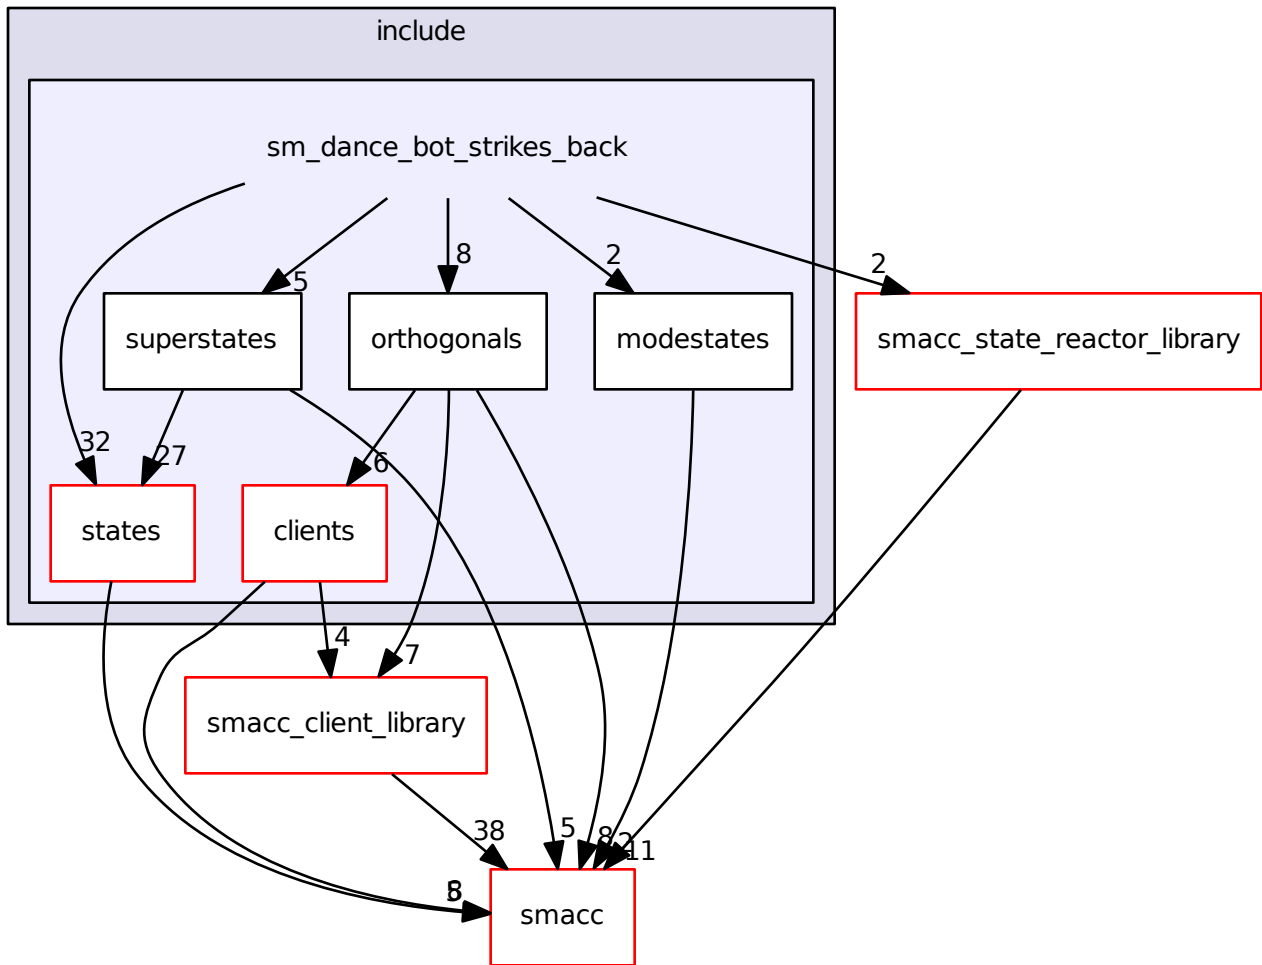 include
sm_dance_bot_strikes_back
8
2
2
5
superstates
orthogonals
modestates
smacc_state_reactor_library
32
27
6
states
clients
4
7
smacc_client_library
38
5
8
2
11
smacc